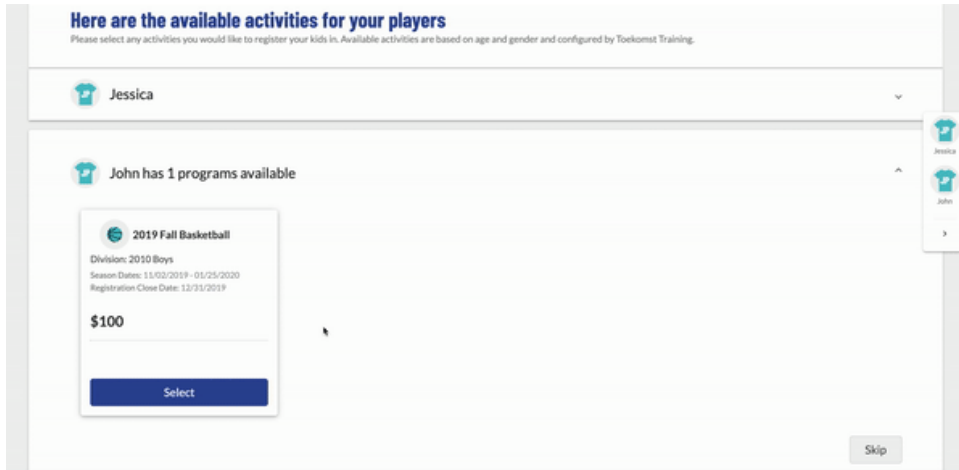 Here are the available activities for your players
Please select any activities you would like to register your kids in. Available activities are based on age and gender and configured by Toekomst Training.
Jessica
John has 1 programs available
2019 Fall Basketball
Division: 2010 Boys
Season Dates: 11/02/2019 - 01/25/2020
Registration Close Date: 12/31/2019
$100
Select
Skip
Jessica
John